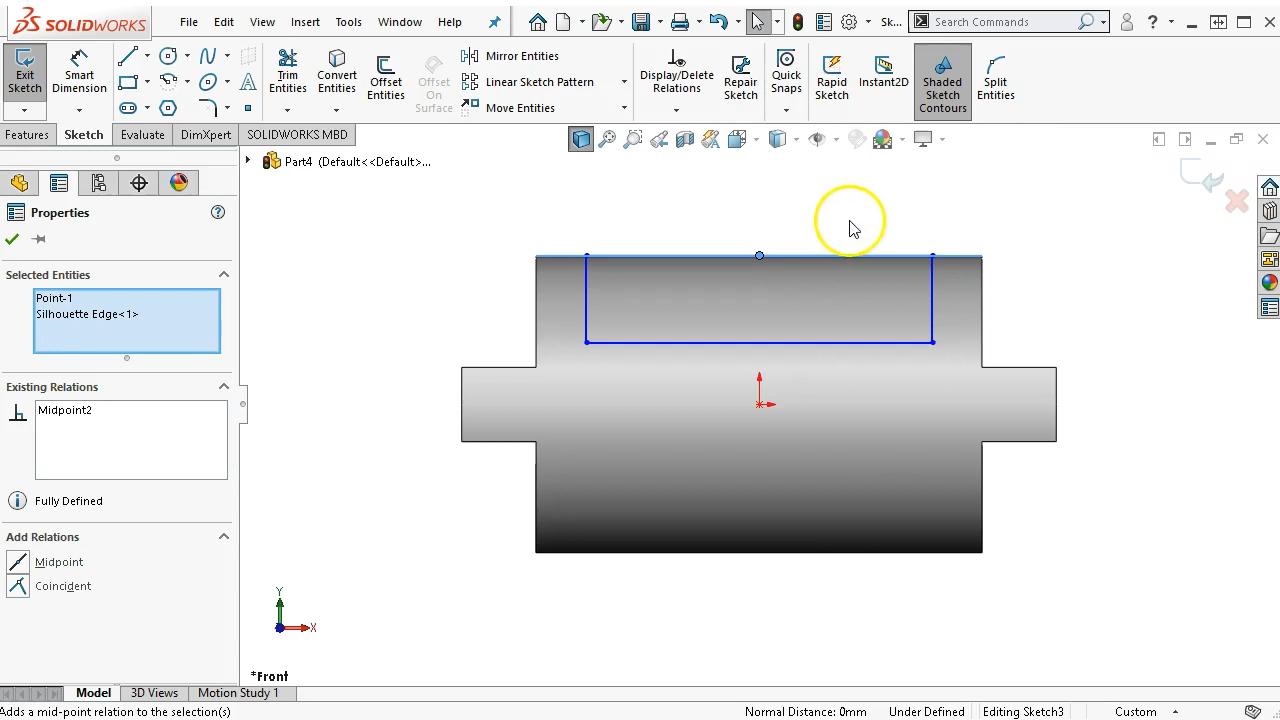 SOLIDWORKS File Edit View Insert Tools Window Help Sk... Search Commands ?
Exit Sketch
Smart Dimension
Trim Entities
Convert Entities
Offset Entities
Offset On Surface
Mirror Entities
Linear Sketch Pattern
Move Entities
Display/Delete Relations
Repair Sketch
Quick Snaps
Rapid Sketch
Instant2D
Shaded Sketch Contours
Split Entities
Features Sketch Evaluate DimXpert SOLIDWORKS MBD
Part4 (Default<<Default>...
Properties ?
Selected Entities
Point-1
Silhouette Edge<1>
Existing Relations
Midpoint2
Fully Defined
Add Relations
Midpoint
Coincident
Y
X
*Front
Model 3D Views Motion Study 1
Adds a mid-point relation to the selection(s) Normal Distance: 0mm Under Defined Editing Sketch3 Custom